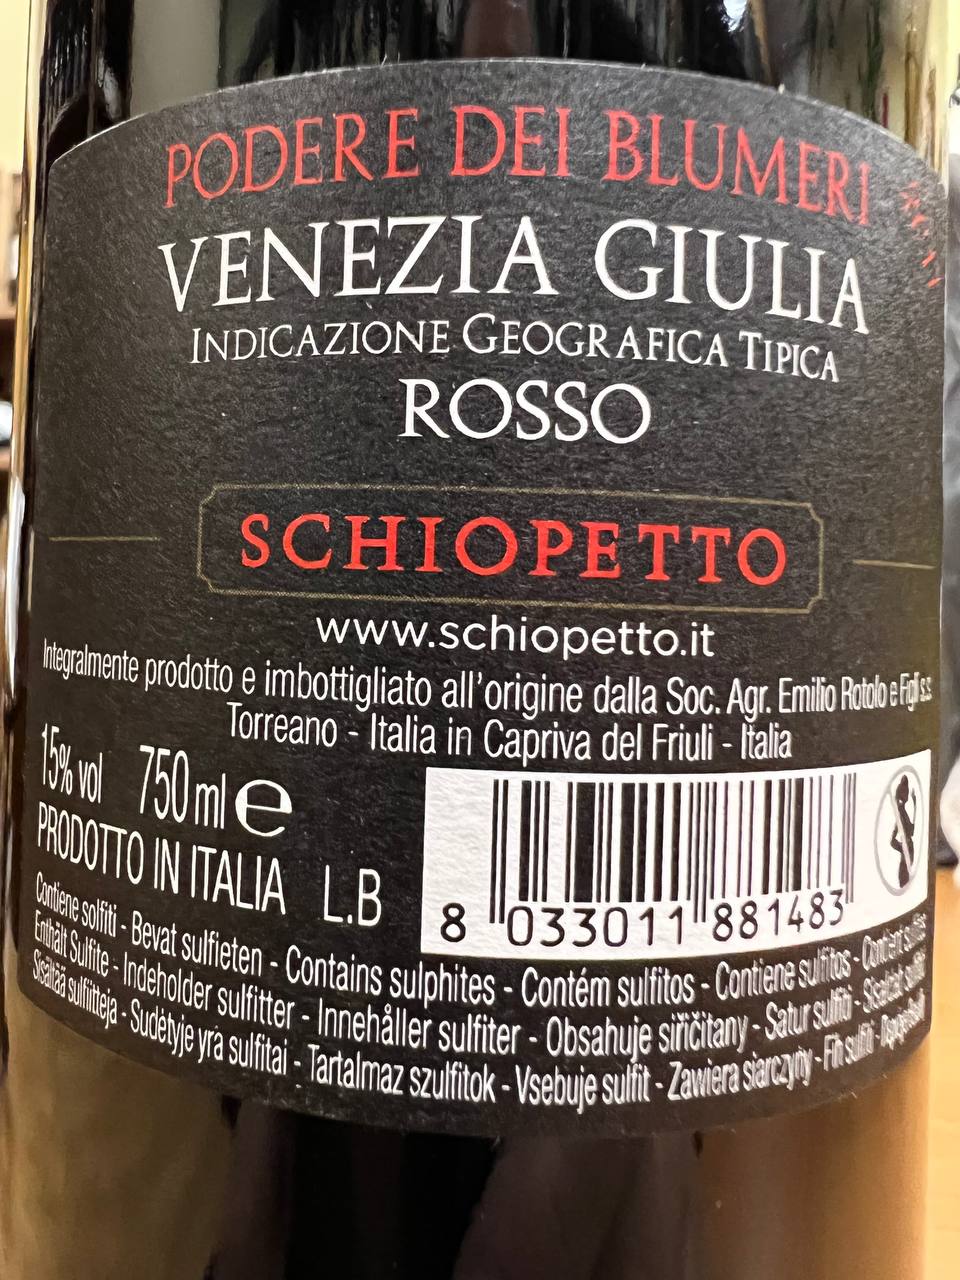 PODERE DEI BLUMERI
VENEZIA GIULIA
INDICAZIONE GEOGRAFICA TIPICA
ROSSO
SCHIOPETTO
www.schiopetto.it
Integralmente prodotto e imbottigliato all'origine dalla Soc. Agr. Emilio Rotolo e Figli s.s.
Torreano - Italia in Capriva del Friuli - Italia
15% vol 750 ml e
PRODOTTO IN ITALIA L.B
8 033011 881483
Contiene solfiti - Bevat sulfieten - Contains sulphites - Contém sulfitos - Contiene sulfitos - Contient
Enthält Sulfite - Indeholder sulfitter - Innehåller sulfiter - Obsahuje siřičitany - Satur sulfīti -
Sisältää sulfiitteja - Sudėtyje yra sulfitai - Tartalmaz szulfitok - Vsebuje sulfit - Zawiera siarczyny - Fih sulfiti